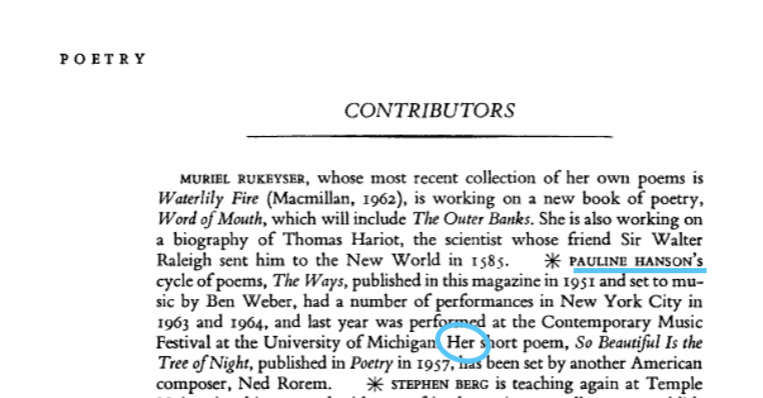 POETRY
CONTRIBUTORS
MURIEL RUKEYSER, whose most recent collection of her own poems is
Waterlily Fire (Macmillan, 1962), is working on a new book of poetry,
Word of Mouth, which will include The Outer Banks. She is also working on
a biography of Thomas Hariot, the scientist whose friend Sir Walter
Raleigh sent him to the New World in 1585. ✳ PAULINE HANSON'S
cycle of poems, The Ways, published in this magazine in 1951 and set to mu-
sic by Ben Weber, had a number of performances in New York City in
1963 and 1964, and last year was performed at the Contemporary Music
Festival at the University of Michigan. Her short poem, So Beautiful Is the
Tree of Night, published in Poetry in 1957, has been set by another American
composer, Ned Rorem. ✳ STEPHEN BERG is teaching again at Temple